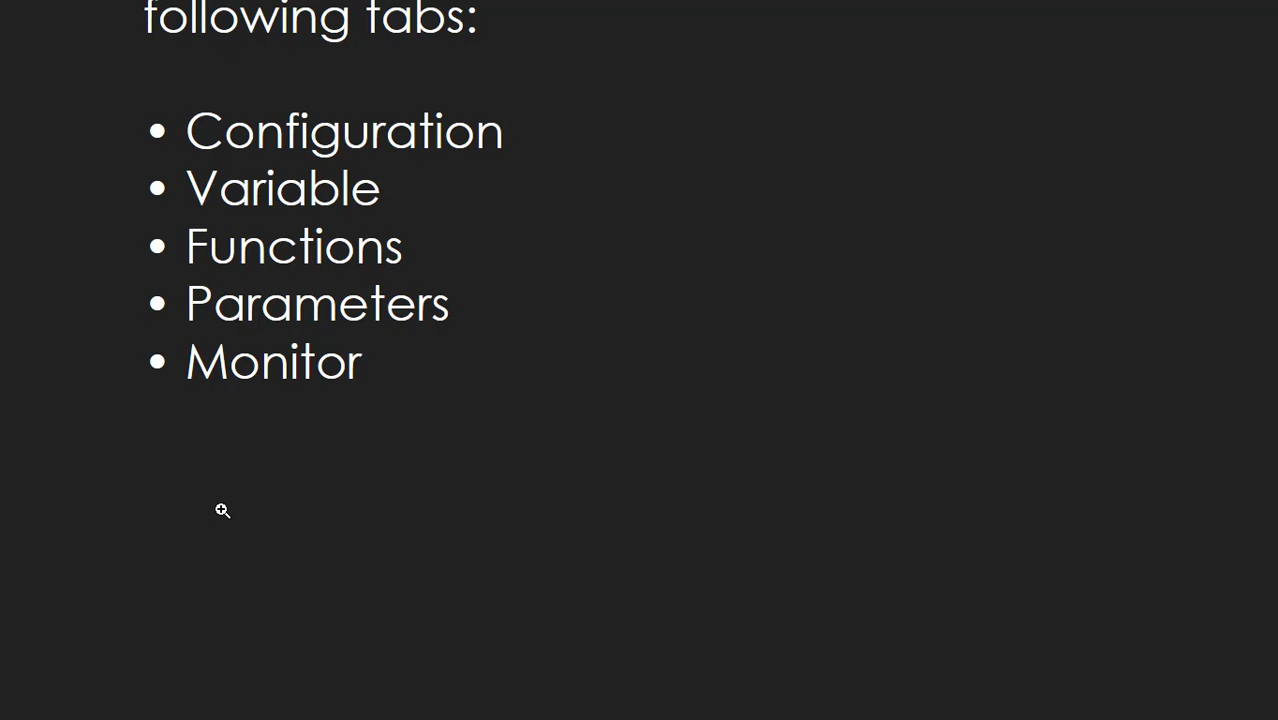 following tabs:
• Configuration
• Variable
• Functions
• Parameters
• Monitor